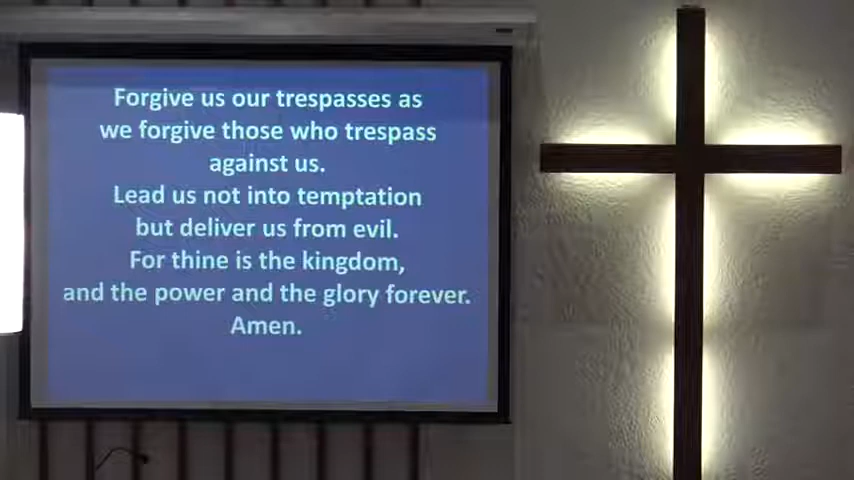 Forgive us our trespasses as
we forgive those who trespass
against us.
Lead us not into temptation
but deliver us from evil.
For thine is the kingdom,
and the power and the glory forever.
Amen.